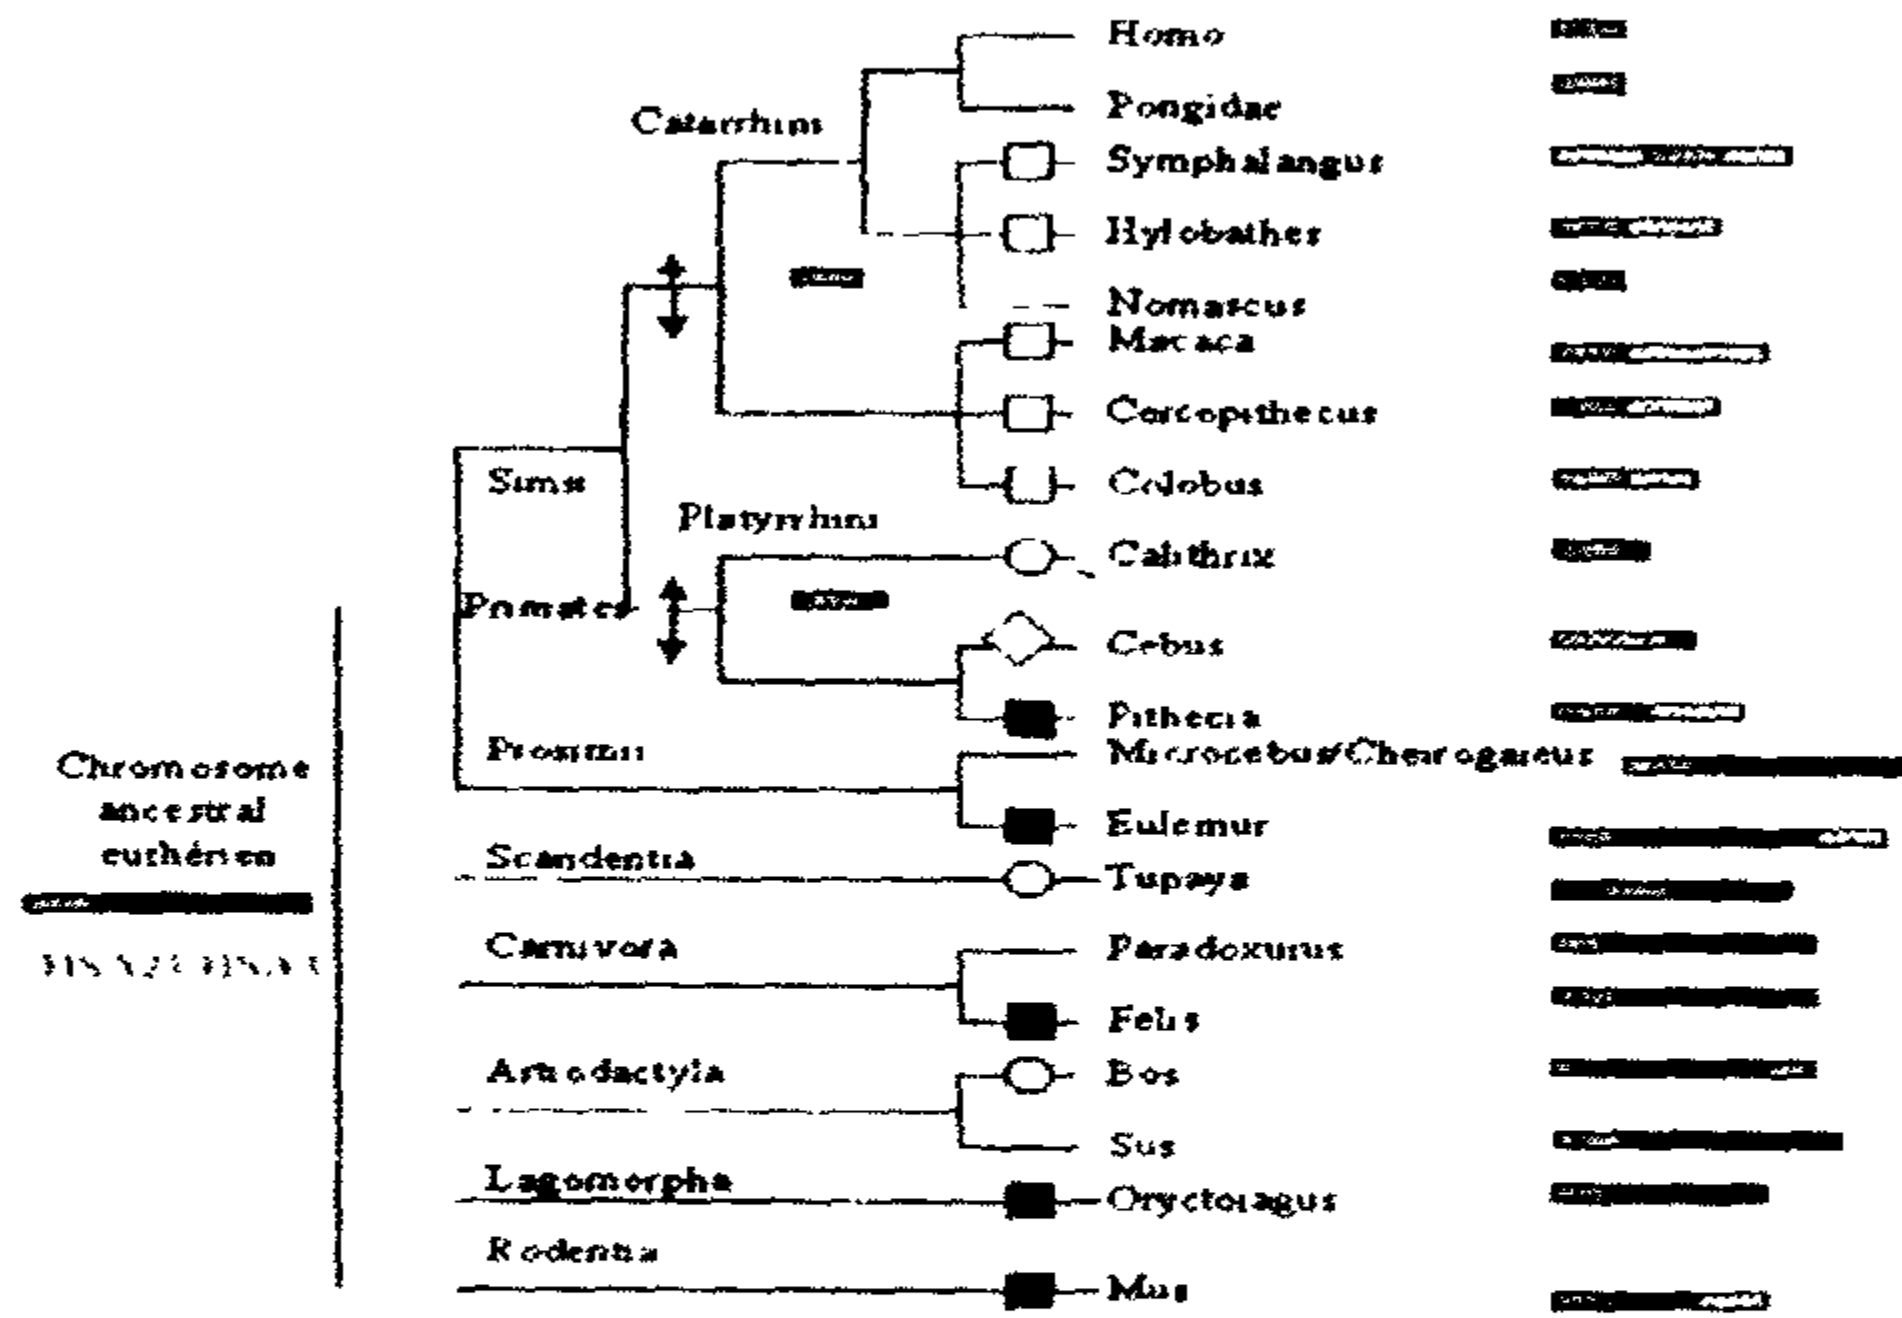 Homo
Catarrhini
Pongidae
Symphalangus
Hylobathes
Nomascus
Macaca
Cercopithecus
Simii
Colobus
Platyrrhini
Calithrix
Primates
Cebus
Pithecia
Prosimii
Microcebus/Cheirogaleus
Chromosome
ancestral
euthérien
Eulemur
Scandentia
Tupaya
Carnivora
Paradoxurus
Felis
Artiodactyla
Bos
Sus
Lagomorpha
Oryctolagus
Rodentia
Mus